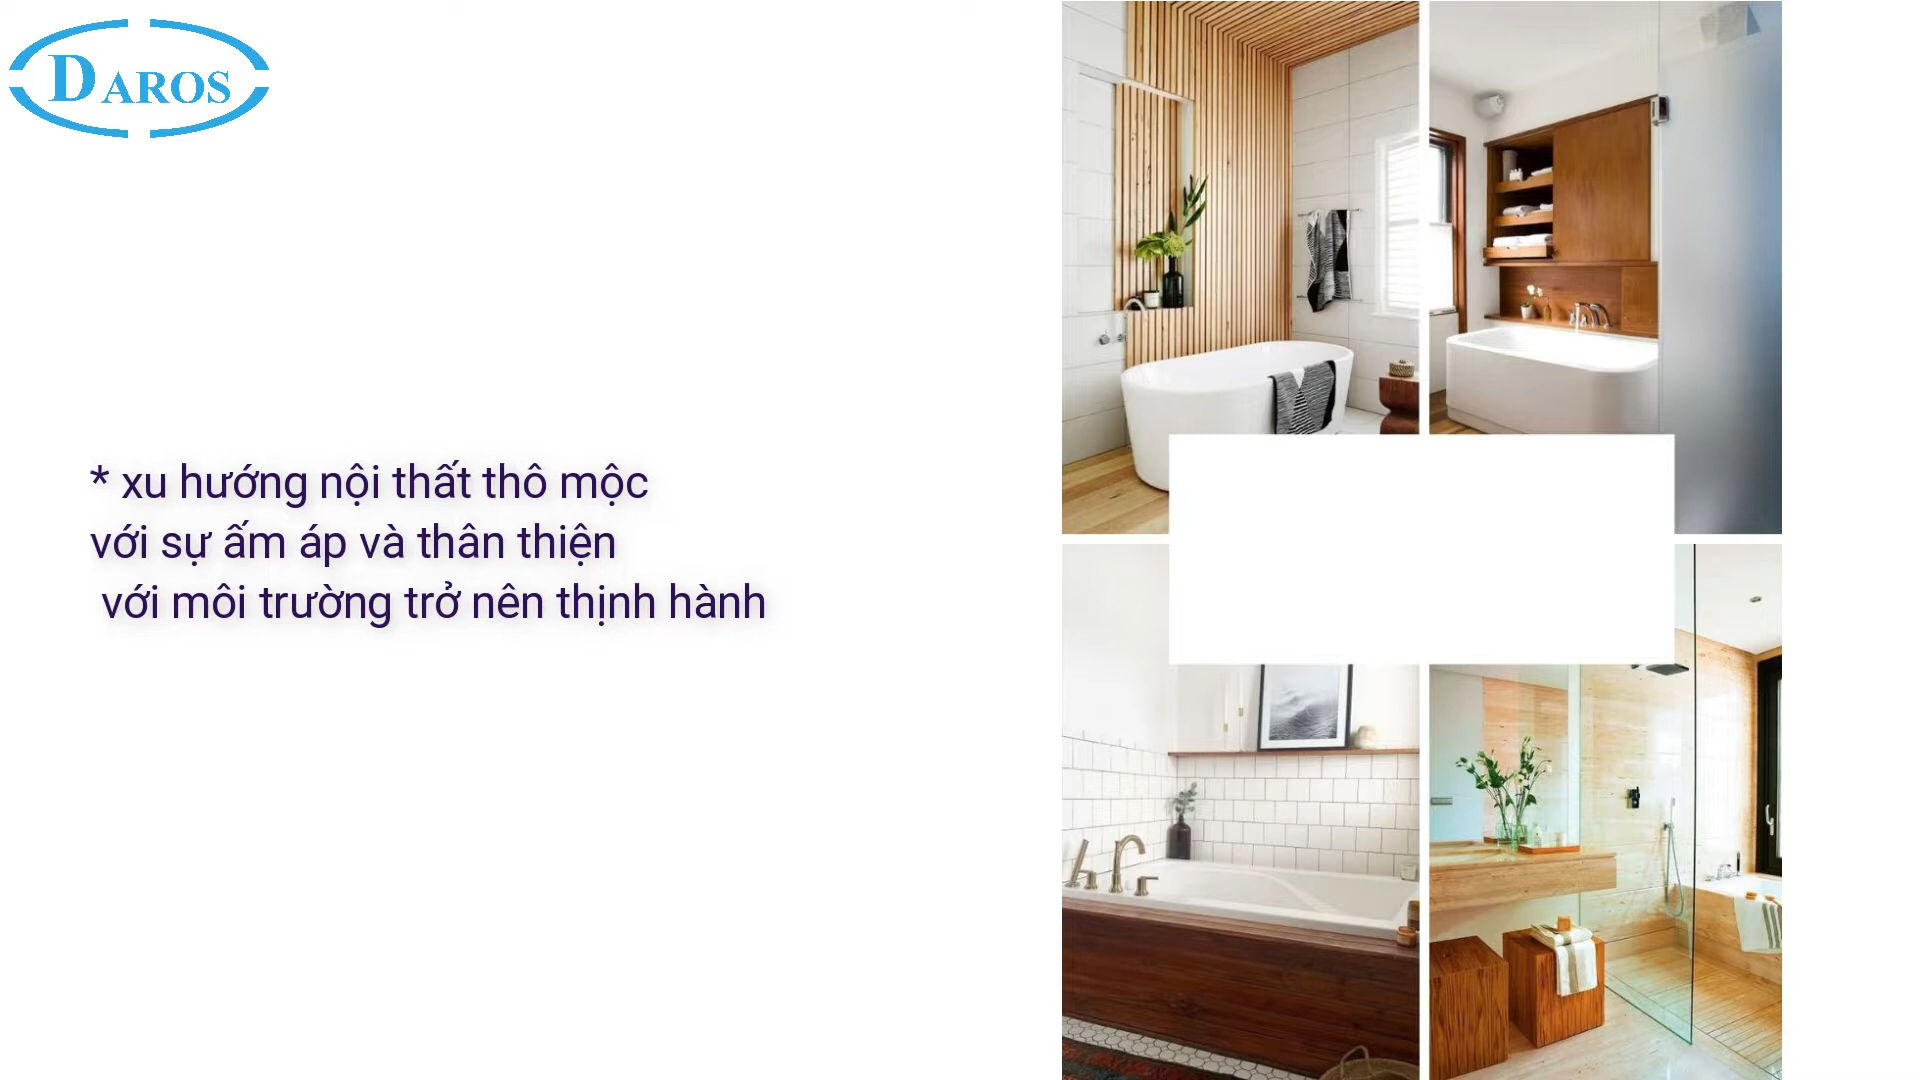 DAROS
* xu hướng nội thất thô mộc
với sự ấm áp và thân thiện
với môi trường trở nên thịnh hành